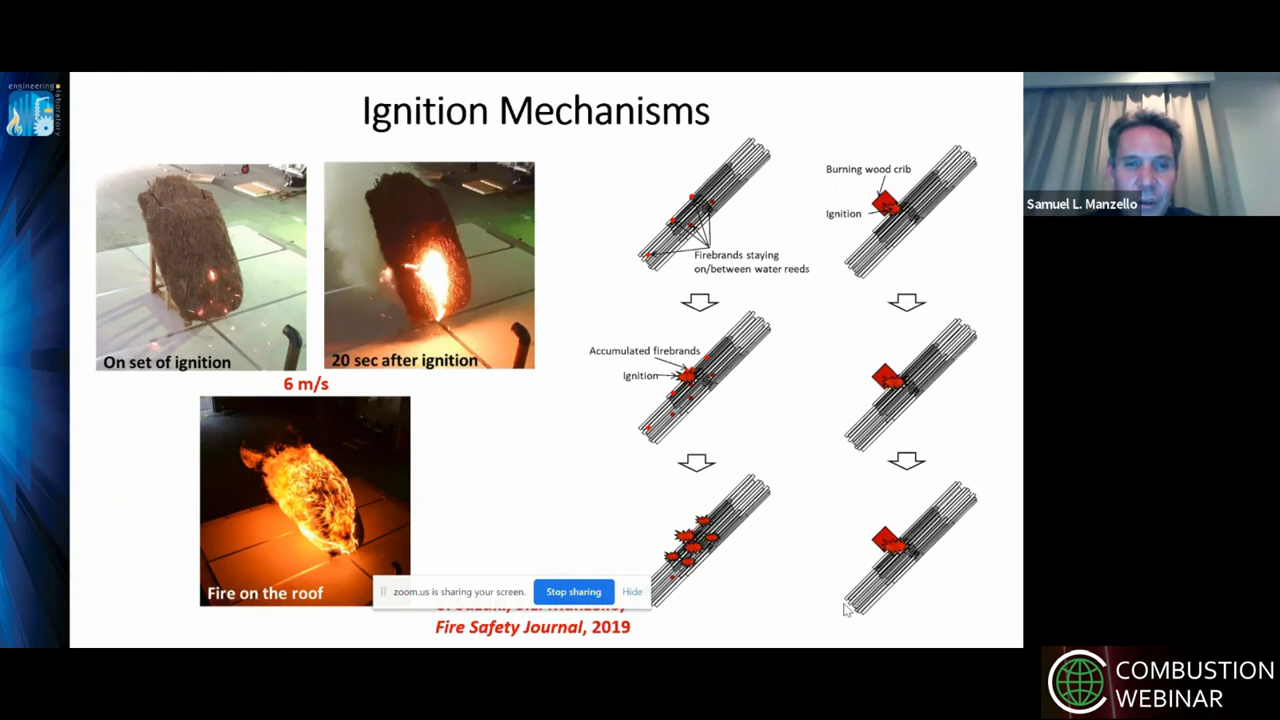 engineering
laboratory
Ignition Mechanisms
On set of ignition
20 sec after ignition
6 m/s
Fire on the roof
Burning wood crib
Ignition
Firebrands staying
on/between water reeds
Accumulated firebrands
Ignition
zoom.us is sharing your screen.
Stop sharing
Hide
Fire Safety Journal, 2019
Samuel L. Manzello
COMBUSTION
WEBINAR